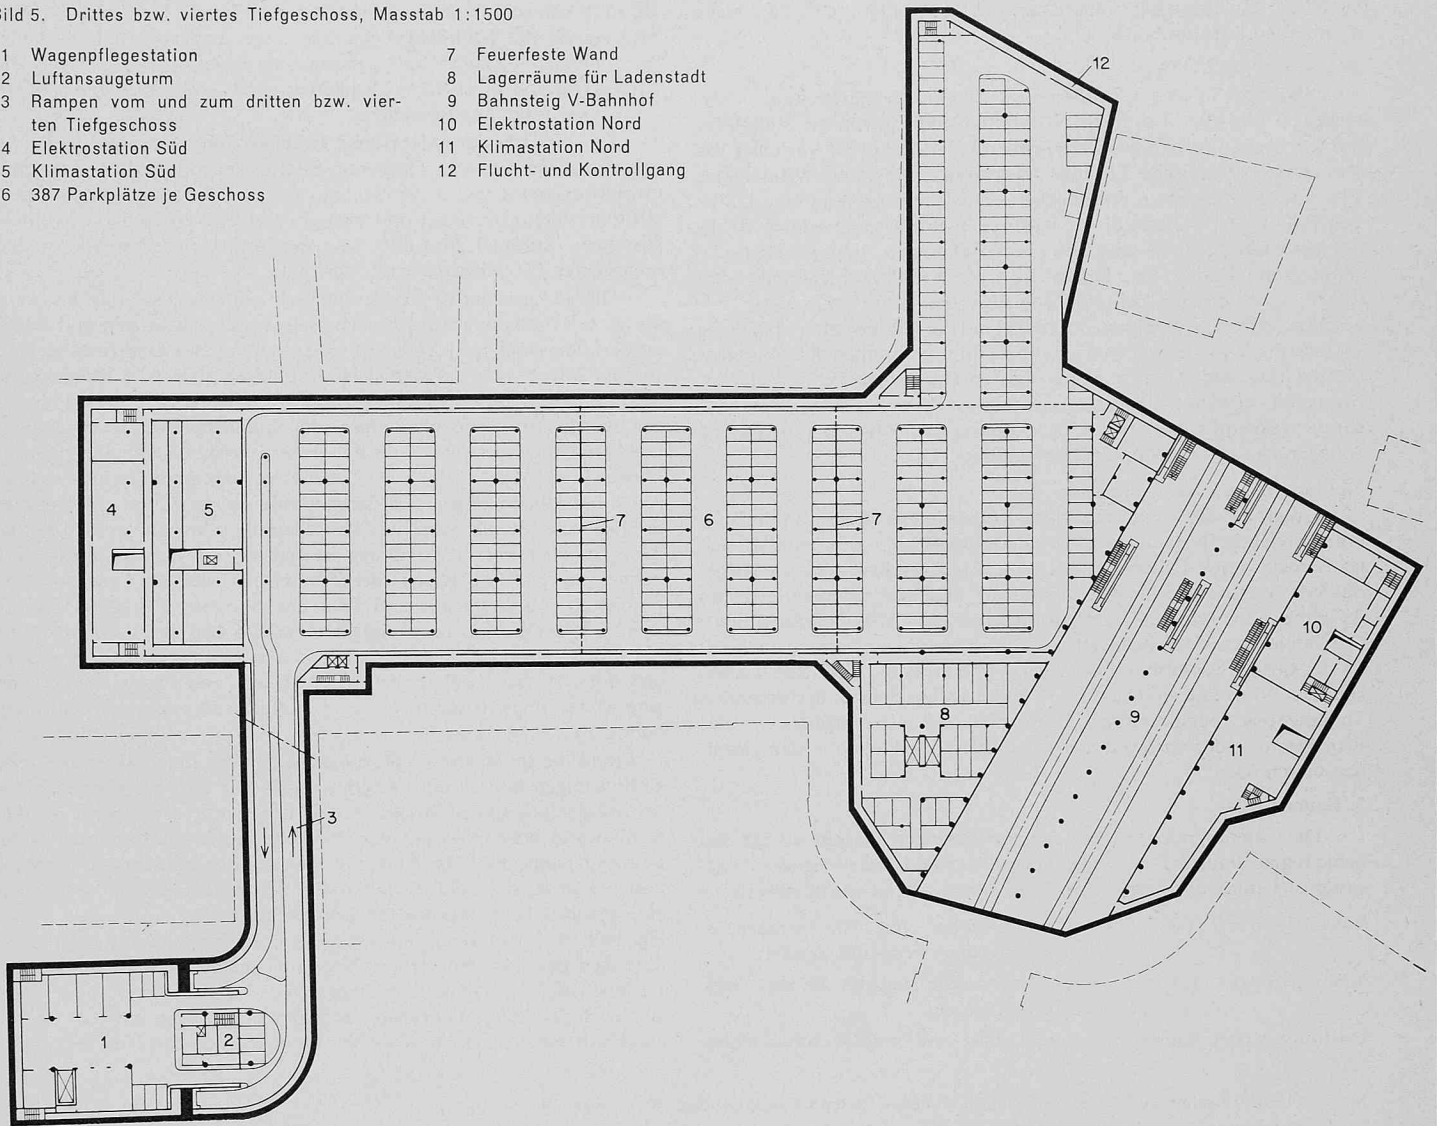 Bild 5. Drittes bzw. viertes Tiefgeschoss, Masstab 1:1500
1 Wagenpflegestation
2 Luftansaugeturm
3 Rampen vom und zum dritten bzw. vier-
ten Tiefgeschoss
4 Elektrostation Süd
5 Klimastation Süd
6 387 Parkplätze je Geschoss
7 Feuerfeste Wand
8 Lagerräume für Ladenstadt
9 Bahnsteig V-Bahnhof
10 Elektrostation Nord
11 Klimastation Nord
12 Flucht- und Kontrollgang
12
4
5
7
6
7
10
8
9
11
3
1
2